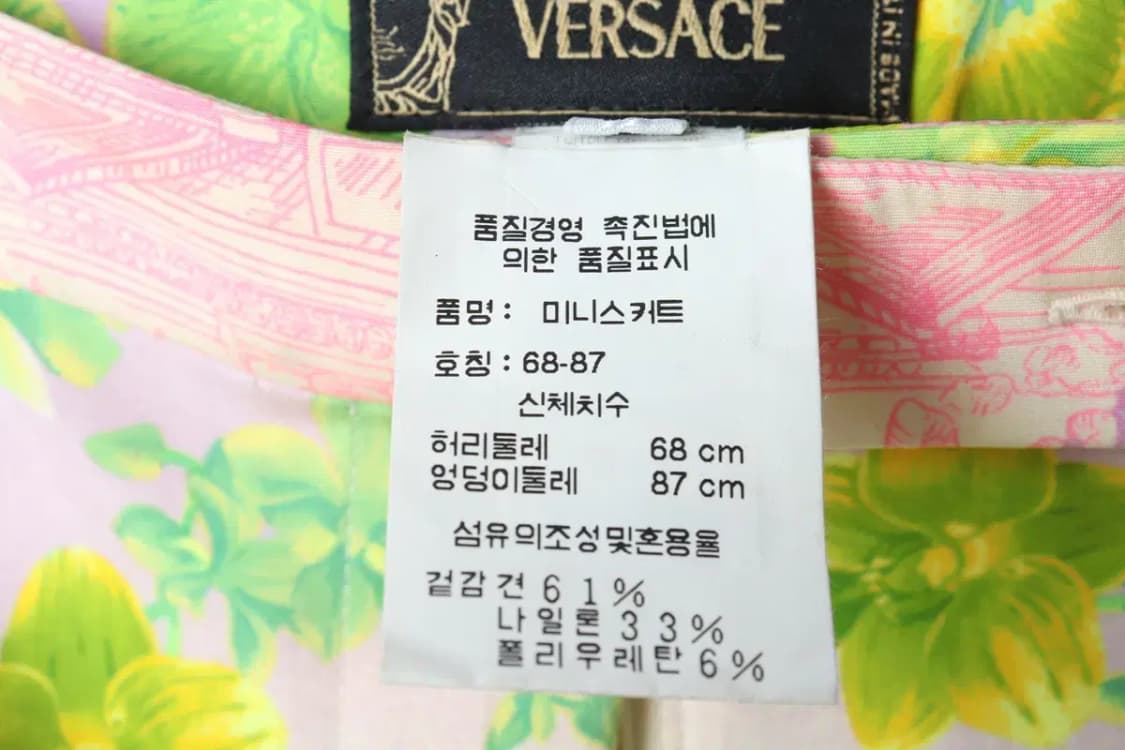 VERSACE
품질경영 촉진법에
의한 품질표시
품명: 미니스커트
호칭: 68-87
신체치수
허리둘레 68 cm
엉덩이둘레 87 cm
섬유의조성및혼용율
겉감 견 6 1 %
나 일 론 3 3 %
폴 리 우 레 탄 6 %